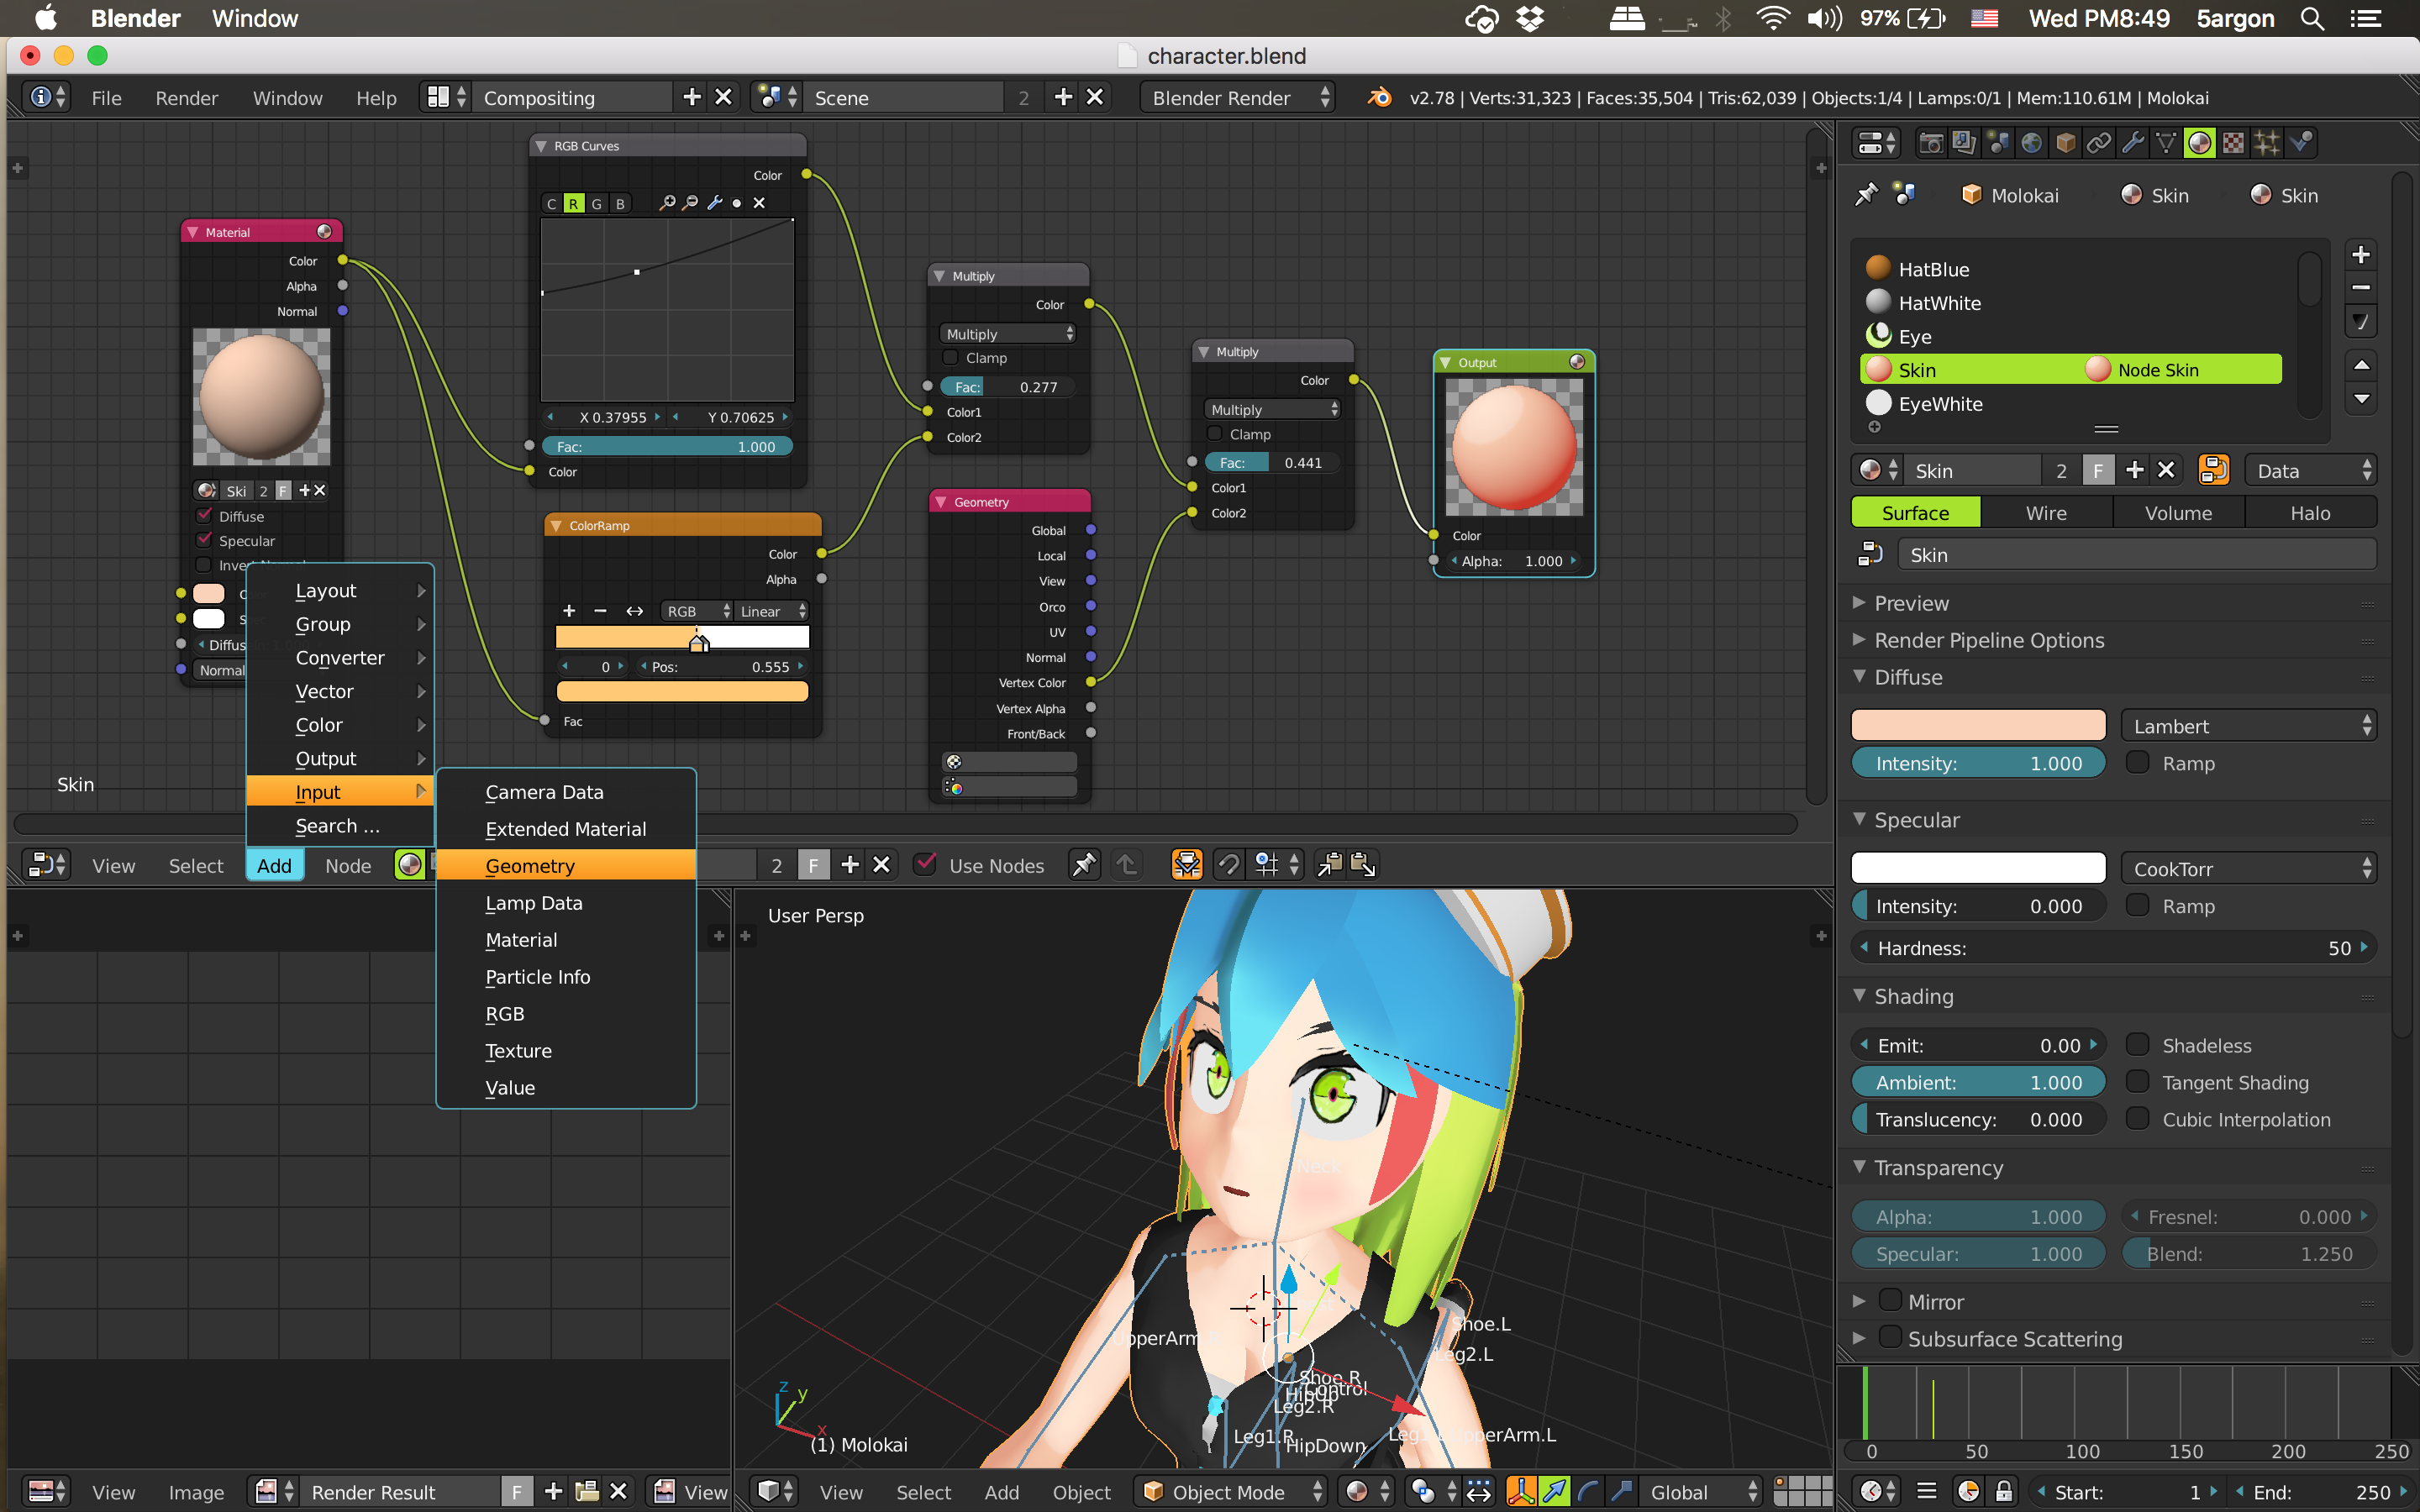 Blender Window 97% Wed PM8:49 5argon
character.blend
File Render Window Help Compositing Scene 2 Blender Render v2.78 | Verts:31,323 | Faces:35,504 | Tris:62,039 | Objects:1/4 | Lamps:0/1 | Mem:110.61M | Molokai
RGB Curves
Color
C R G B
X 0.37955 Y 0.70625
Fac: 1.000
Color
Material
Color
Alpha
Normal
Ski 2 F
Diffuse
Specular
Diffus
Normal
ColorRamp
Color
Alpha
RGB Linear
0 Pos: 0.555
Fac
Multiply
Color
Multiply
Clamp
Fac: 0.277
Color1
Color2
Geometry
Global
Local
View
Orco
UV
Normal
Vertex Color
Vertex Alpha
Front/Back
Multiply
Color
Multiply
Clamp
Fac: 0.441
Color1
Color2
Output
Color
Alpha: 1.000
Skin
Layout
Group
Converter
Vector
Color
Output
Input
Search ...
Camera Data
Extended Material
Geometry
Lamp Data
Material
Particle Info
RGB
Texture
Value
View Select Add Node 2 F Use Nodes
User Persp
Neck
UpperArm
Shoe.L
Leg2.L
Shoe.R
Control
HipUp
Leg2.R
Leg1.R
HipDown
UpperArm.L
z
y
x
(1) Molokai
View Image Render Result F View
View Select Add Object Object Mode Global
Molokai Skin Skin
HatBlue
HatWhite
Eye
Skin Node Skin
EyeWhite
Skin 2 F Data
Surface Wire Volume Halo
Skin
Preview
Render Pipeline Options
Diffuse
Lambert
Intensity: 1.000 Ramp
Specular
CookTorr
Intensity: 0.000 Ramp
Hardness: 50
Shading
Emit: 0.00 Shadeless
Ambient: 1.000 Tangent Shading
Translucency: 0.000 Cubic Interpolation
Transparency
Alpha: 1.000 Fresnel: 0.000
Specular: 1.000 Blend: 1.250
Mirror
Subsurface Scattering
0 50 100 150 200 250
Start: 1 End: 250